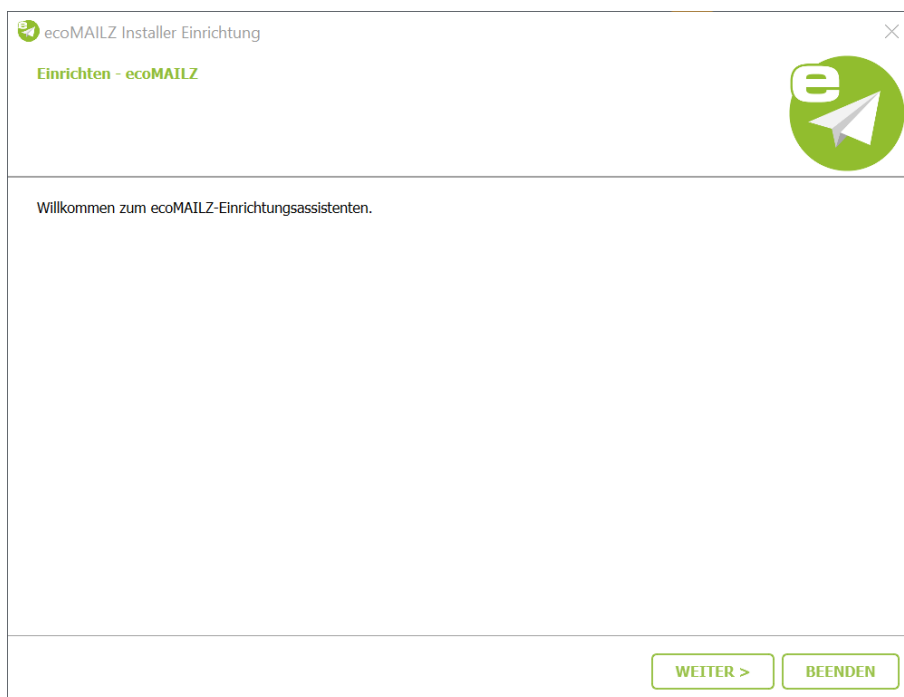 ecoMAILZ Installer Einrichtung
Einrichten - ecoMAILZ
e
Willkommen zum ecoMAILZ-Einrichtungsassistenten.
WEITER >
BEENDEN